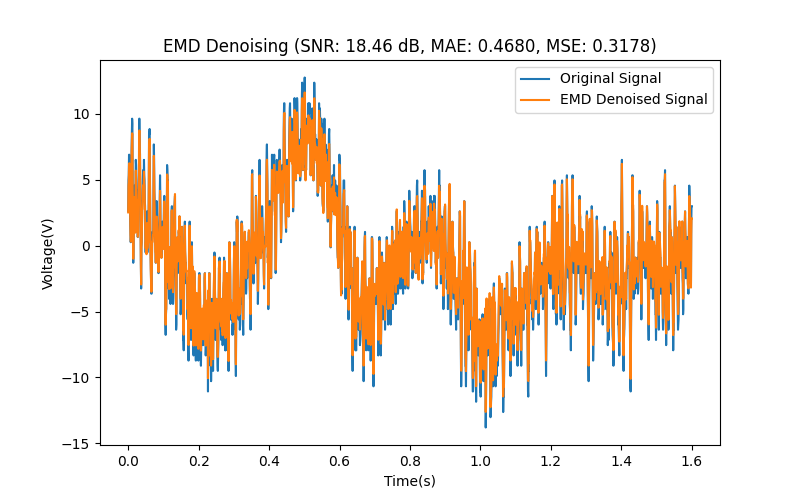 EMD Denoising (SNR: 18.46 dB, MAE: 0.4680, MSE: 0.3178)
Original Signal
EMD Denoised Signal
10
5
0
−5
−10
−15
Voltage(V)
0.0 0.2 0.4 0.6 0.8 1.0 1.2 1.4 1.6
Time(s)